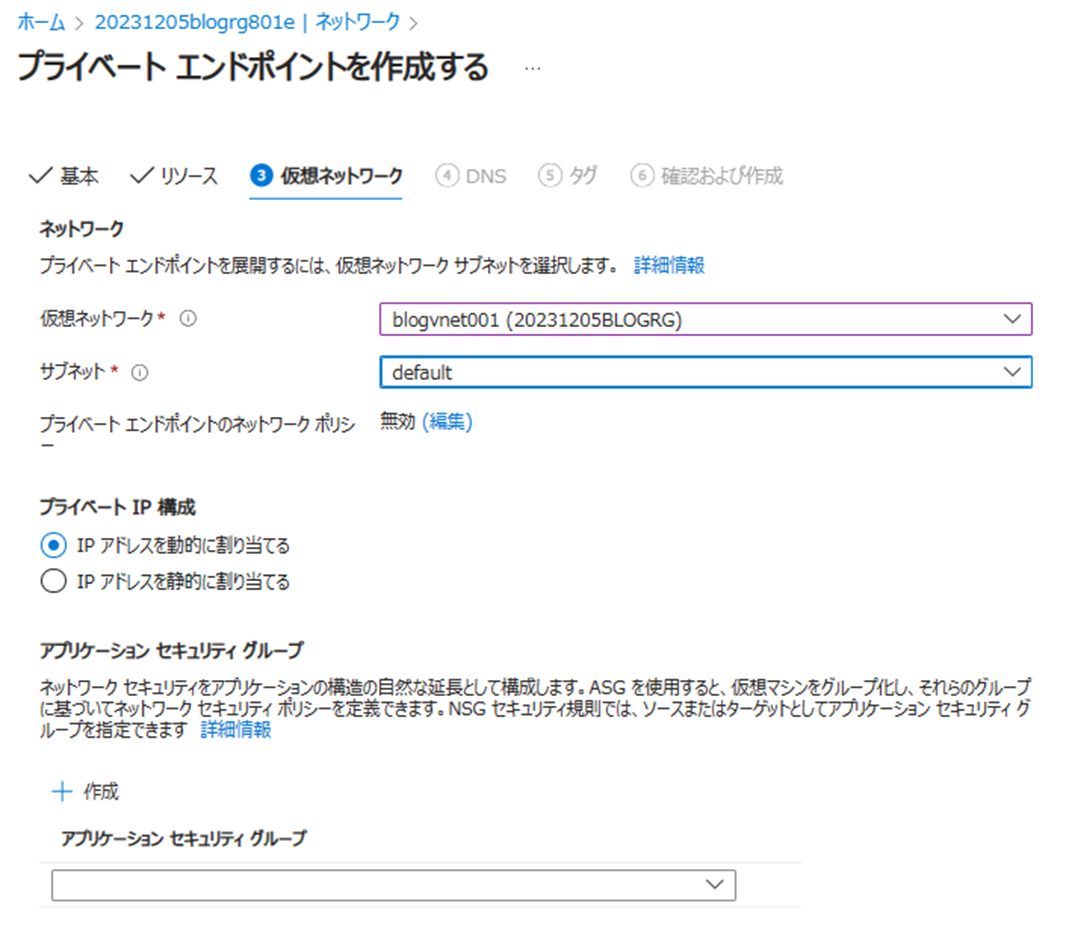 ホーム > 20231205blogrg801e | ネットワーク >
プライベート エンドポイントを作成する ...
✓ 基本 ✓ リソース 3 仮想ネットワーク 4 DNS 5 タグ 6 確認および作成
ネットワーク
プライベート エンドポイントを展開するには、仮想ネットワーク サブネットを選択します。 詳細情報
仮想ネットワーク* blogvnet001 (20231205BLOGRG)
サブネット * default
プライベート エンドポイントのネットワーク ポリシ 無効 (編集)
ー
プライベート IP 構成
IP アドレスを動的に割り当てる
IP アドレスを静的に割り当てる
アプリケーション セキュリティ グループ
ネットワーク セキュリティをアプリケーションの構造の自然な延長として構成します。ASG を使用すると、仮想マシンをグループ化し、それらのグループ
に基づいてネットワーク セキュリティ ポリシーを定義できます。NSG セキュリティ規則では、ソースまたはターゲットとしてアプリケーション セキュリティ グ
ループを指定できます 詳細情報
+ 作成
アプリケーション セキュリティ グループ